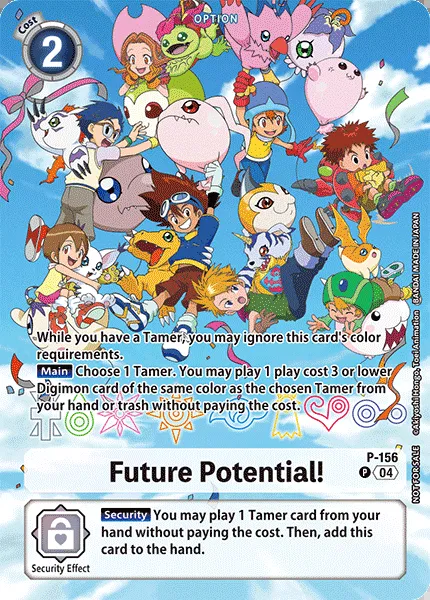 Cost
2
OPTION
While you have a Tamer, you may ignore this card's color
requirements.
Main Choose 1 Tamer. You may play 1 play cost 3 or lower
Digimon card of the same color as the chosen Tamer from
your hand or trash without paying the cost.
Future Potential!
P-156
P 04
Security You may play 1 Tamer card from your
hand without paying the cost. Then, add this
card to the hand.
Security Effect
NOT FOR SALE ©Akiyoshi Hongo, Toei Animation BANDAI MADE IN JAPAN